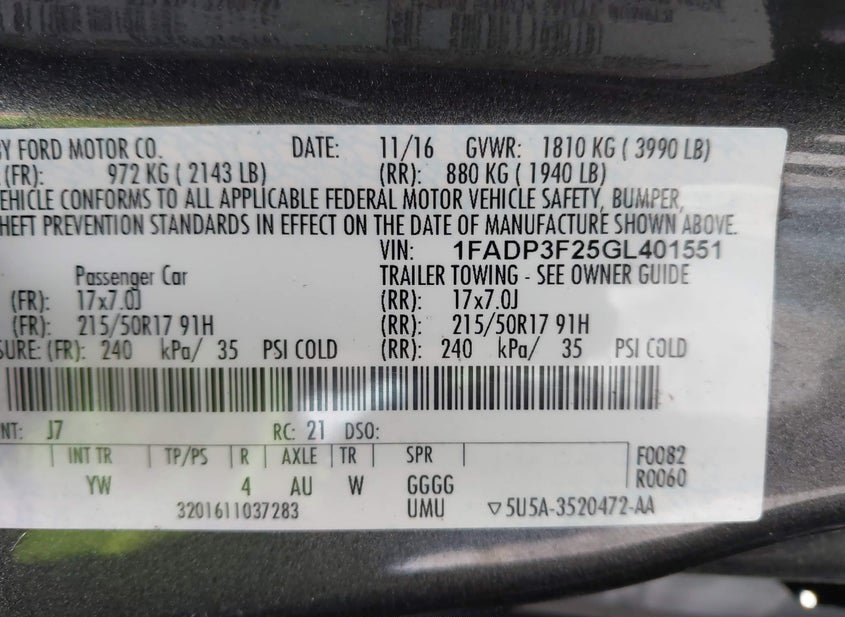 BY FORD MOTOR CO. DATE: 11/16 GVWR: 1810 KG ( 3990 LB)
(FR): 972 KG ( 2143 LB) (RR): 880 KG ( 1940 LB)
VEHICLE CONFORMS TO ALL APPLICABLE FEDERAL MOTOR VEHICLE SAFETY, BUMPER,
THEFT PREVENTION STANDARDS IN EFFECT ON THE DATE OF MANUFACTURE SHOWN ABOVE.
VIN: 1FADP3F25GL401551
Passenger Car TRAILER TOWING - SEE OWNER GUIDE
(FR): 17x7.0J (RR): 17x7.0J
(FR): 215/50R17 91H (RR): 215/50R17 91H
SURE: (FR): 240 kPa/ 35 PSI COLD (RR): 240 kPa/ 35 PSI COLD
NT: J7 RC: 21 DSO:
INT TR TP/PS R AXLE TR SPR F0082
YW 4 AU W GGGG R0060
3201611037283 UMU ▽5U5A-3520472-AA